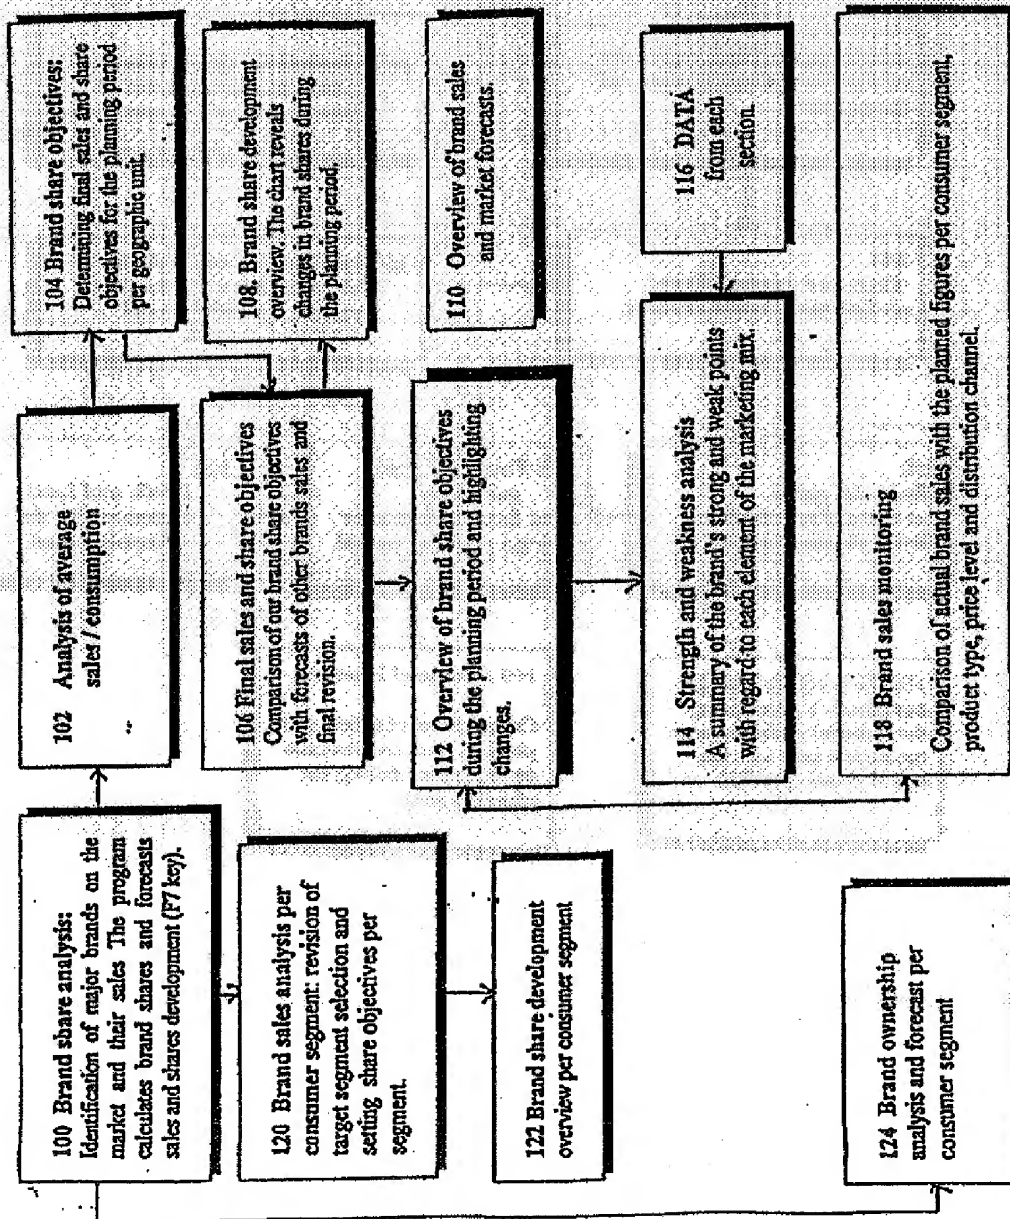 100 Brand share analysis:
Identification of major brands on the
market and their sales The program
calculates brand shares and forecasts
sales and shares development (F7 key).
102 Analysis of average
sales / consumption
104 Brand share objectives:
Determining final sales and share
objectives for the planning period
per geographic unit.
120 Brand sales analysis per
consumer segment: revision of
target segment selection and
setting share objectives per
segment.
106 Final sales and share objectives
Comparison of our brand share objectives
with forecasts of other brands sales and
final revision.
108. Brand share development
overview. The chart reveals
changes in brand shares during
the planning period.
122 Brand share development
overview per consumer segment
112 Overview of brand share objectives
during the planning period and highlighting
changes.
110 Overview of brand sales
and market forecasts.
114 Strength and weakness analysis
A summary of the brand's strong and weak points
with regard to each element of the marketing mix.
116 DATA
from each
section.
124 Brand ownership
analysis and forecast per
consumer segment
118 Brand sales monitoring
Comparison of actual brand sales with the planned figures per consumer segment,
product type, price level and distribution channel.